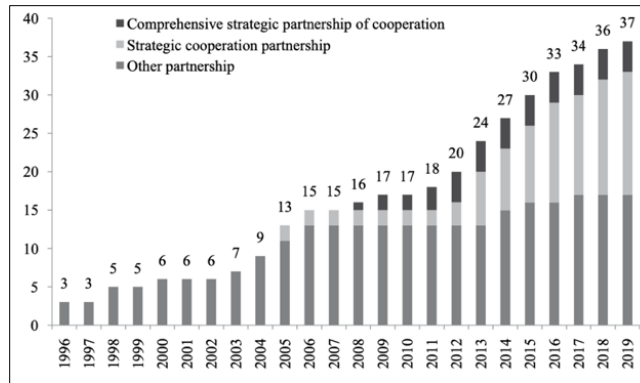 40
35
30
25
20
15
10
5
0
Comprehensive strategic partnership of cooperation
Strategic cooperation partnership
Other partnership
3 3 5 5 6 6 6 7 9 13 15 15 16 17 17 18 20 24 27 30 33 34 36 37
1996 1997 1998 1999 2000 2001 2002 2003 2004 2005 2006 2007 2008 2009 2010 2011 2012 2013 2014 2015 2016 2017 2018 2019